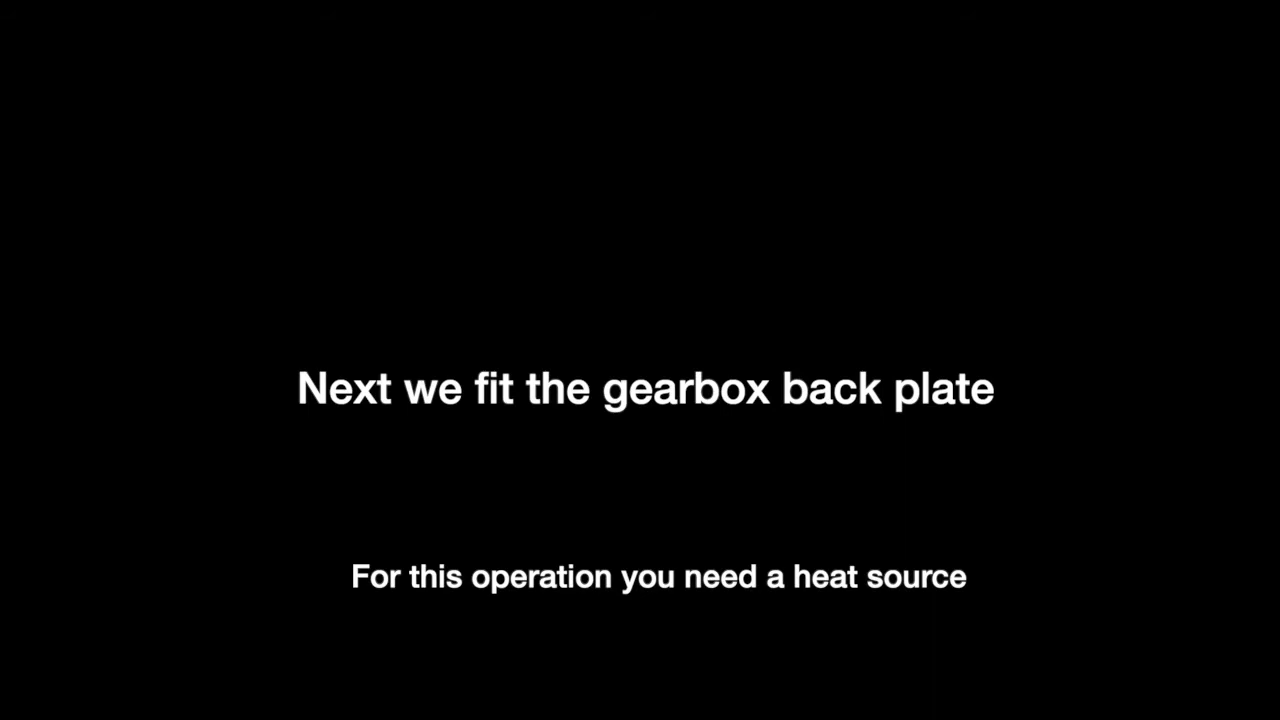 Next we fit the gearbox back plate
For this operation you need a heat source